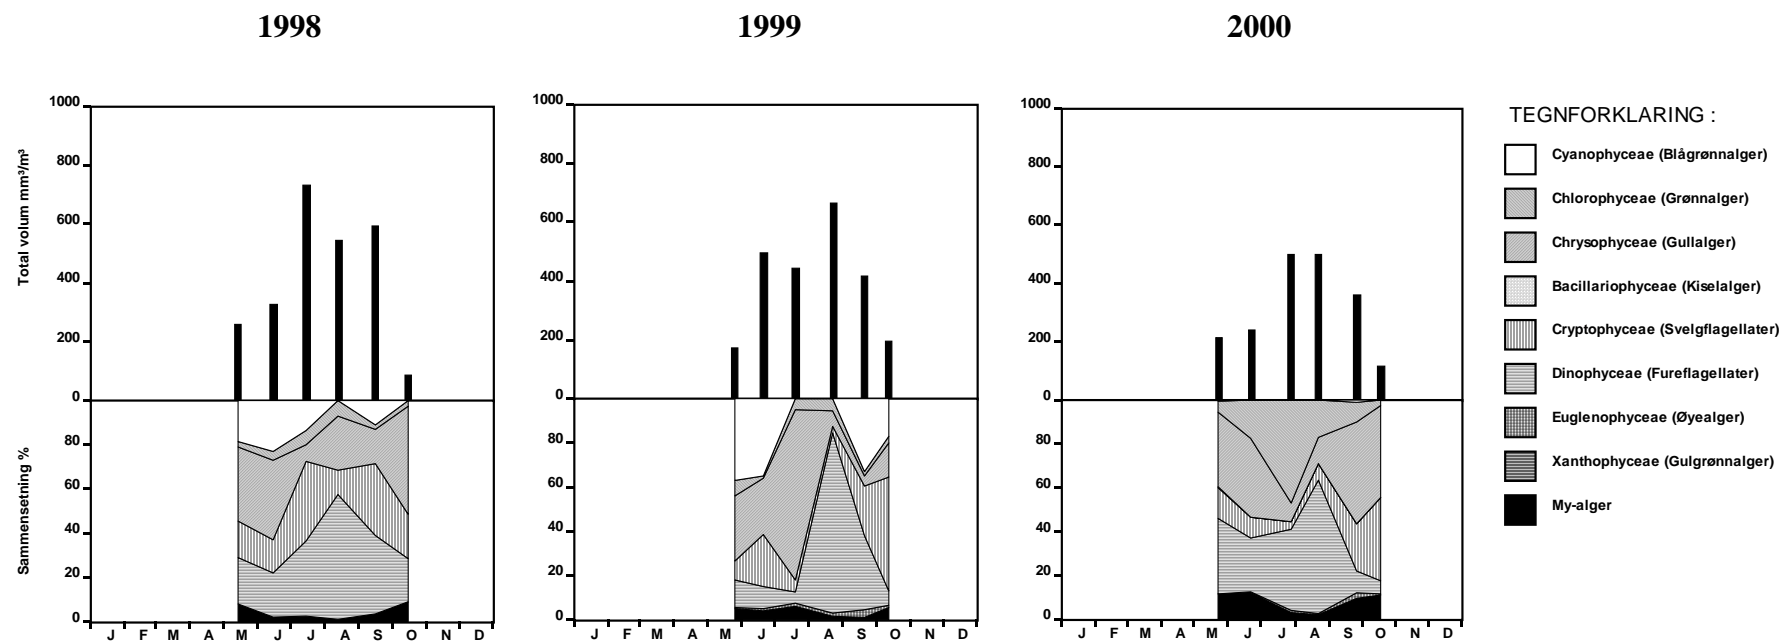 1998 1999 2000
Total volum mm³/m³
1000
800
600
400
200
0
Sammensetning %
80
60
40
20
0
J F M A M J J A S O N D
1000
800
600
400
200
0
80
60
40
20
0
J F M A M J J A S O N D
1000
800
600
400
200
0
80
60
40
20
0
J F M A M J J A S O N D
TEGNFORKLARING :
Cyanophyceae (Blågrønnalger)
Chlorophyceae (Grønnalger)
Chrysophyceae (Gullalger)
Bacillariophyceae (Kiselalger)
Cryptophyceae (Svelgflagellater)
Dinophyceae (Fureflagellater)
Euglenophyceae (Øyealger)
Xanthophyceae (Gulgrønnalger)
My-alger